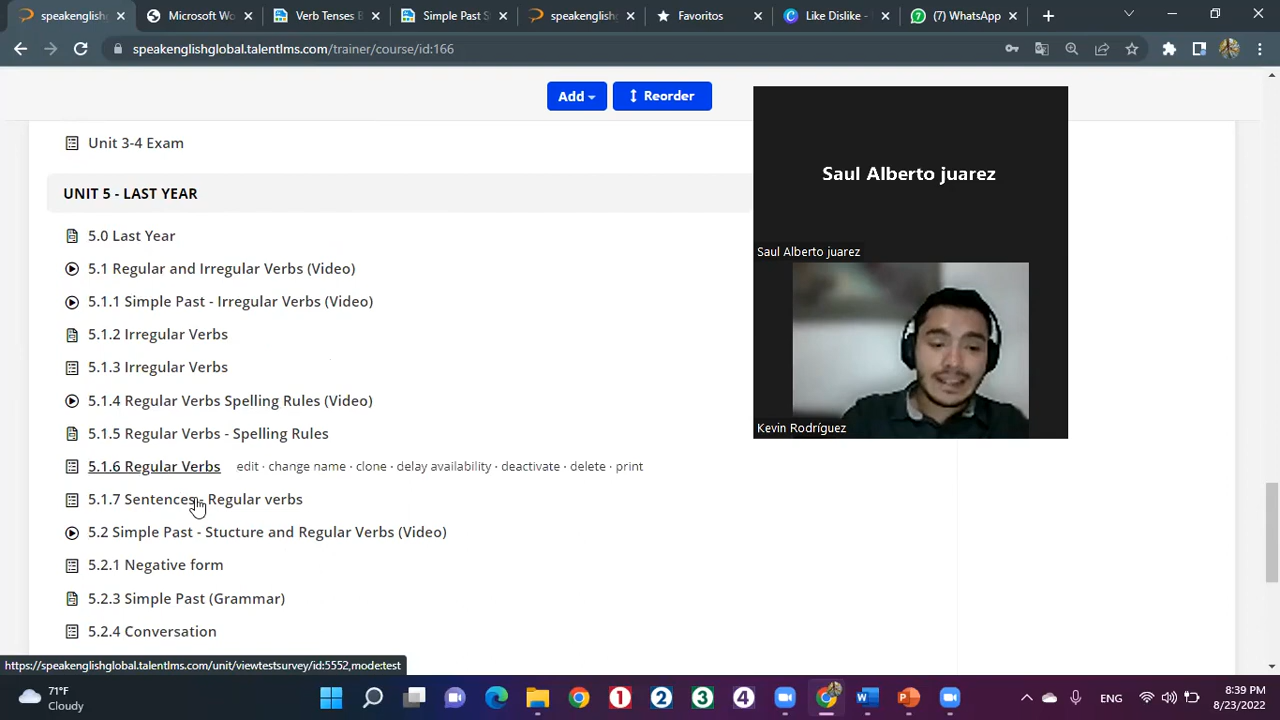 speakenglish
Microsoft Wo
Verb Tenses B
Simple Past S
speakenglish
Favoritos
Like Dislike -
(7) WhatsApp
speakenglishglobal.talentlms.com/trainer/course/id:166
Add
Reorder
Unit 3-4 Exam
UNIT 5 - LAST YEAR
5.0 Last Year
5.1 Regular and Irregular Verbs (Video)
5.1.1 Simple Past - Irregular Verbs (Video)
5.1.2 Irregular Verbs
5.1.3 Irregular Verbs
5.1.4 Regular Verbs Spelling Rules (Video)
5.1.5 Regular Verbs - Spelling Rules
5.1.6 Regular Verbs edit · change name · clone · delay availability · deactivate · delete · print
5.1.7 Sentences - Regular verbs
5.2 Simple Past - Stucture and Regular Verbs (Video)
5.2.1 Negative form
5.2.3 Simple Past (Grammar)
5.2.4 Conversation
Saul Alberto juarez
Saul Alberto juarez
Kevin Rodríguez
https://speakenglishglobal.talentlms.com/unit/viewtestsurvey/id:5552,mode:test
71°F
Cloudy
1
2
3
4
ENG
8:39 PM
8/23/2022